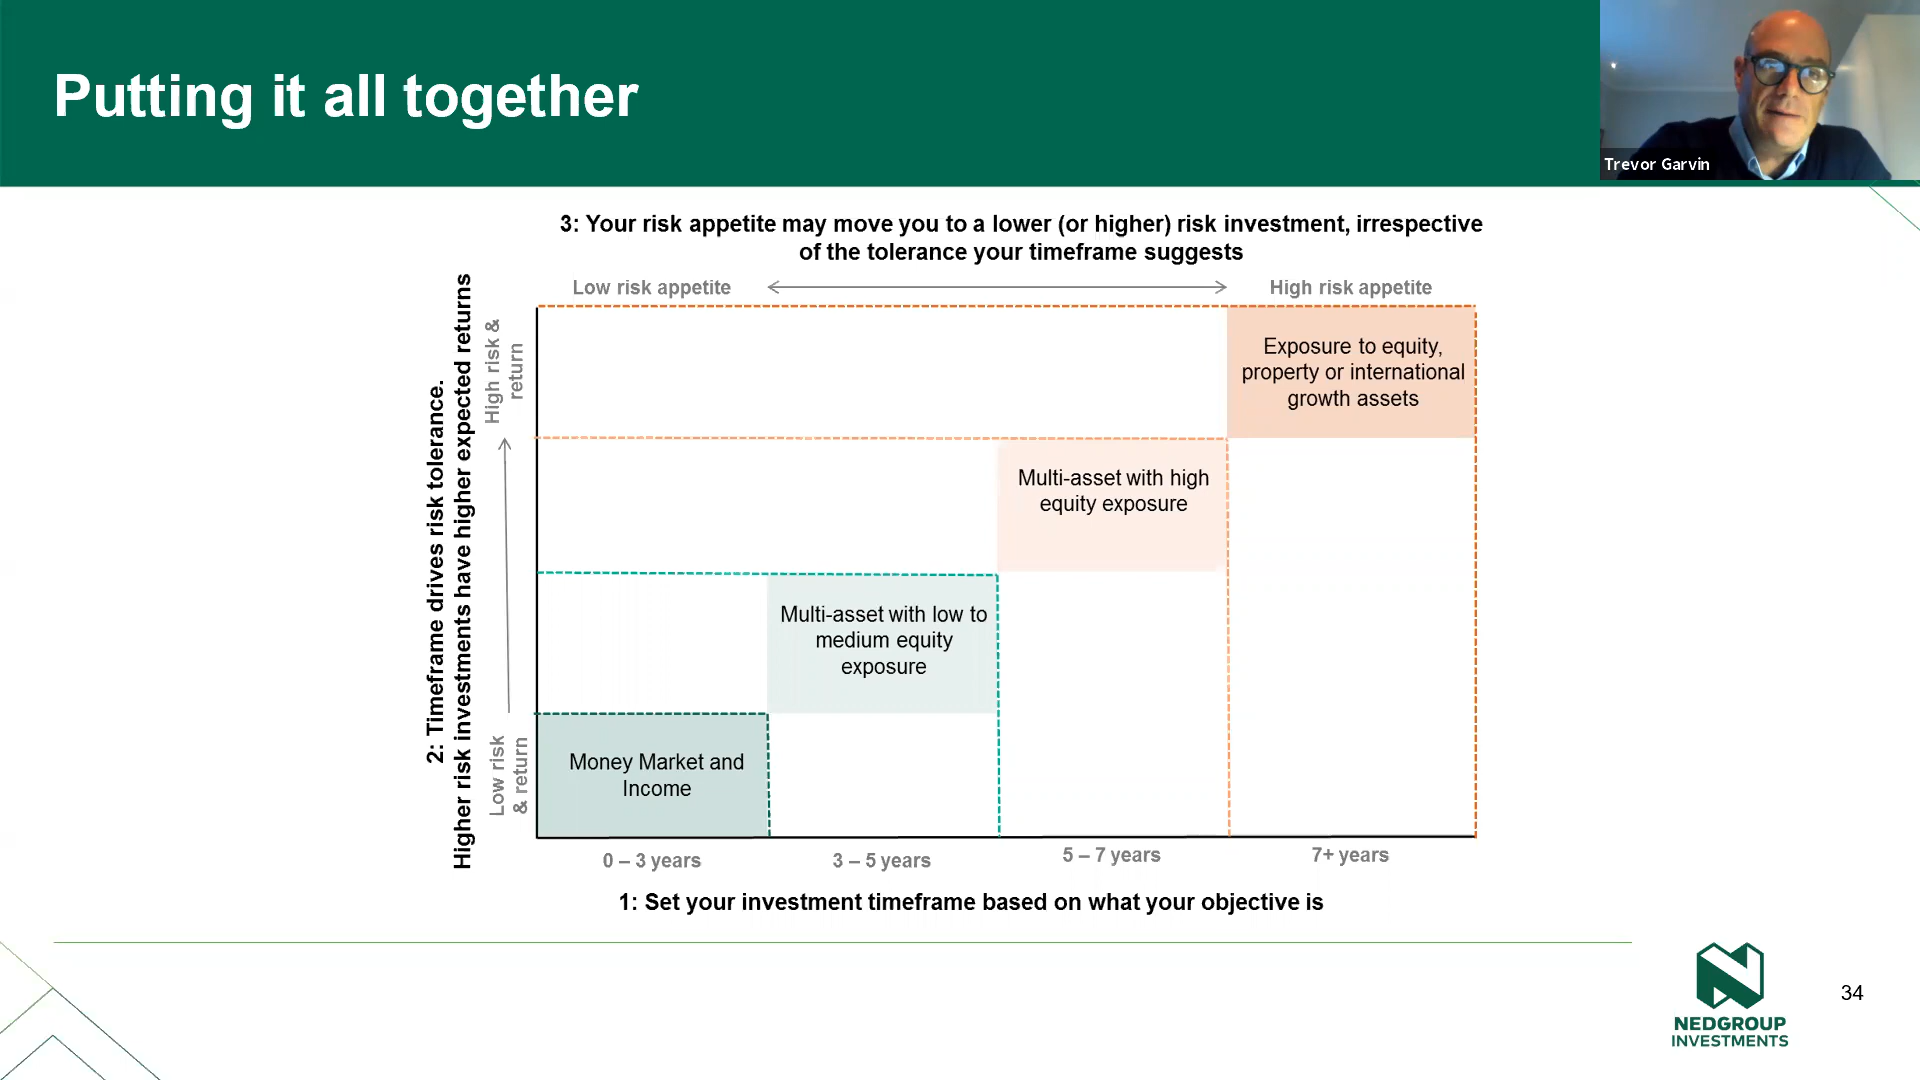 Putting it all together
Trevor Garvin
3: Your risk appetite may move you to a lower (or higher) risk investment, irrespective
of the tolerance your timeframe suggests
Low risk appetite
High risk appetite
2: Timeframe drives risk tolerance.
Higher risk investments have higher expected returns
High risk &
return
Low risk
& return
Exposure to equity,
property or international
growth assets
Multi-asset with high
equity exposure
Multi-asset with low to
medium equity
exposure
Money Market and
Income
0 – 3 years
3 – 5 years
5 – 7 years
7+ years
1: Set your investment timeframe based on what your objective is
NEDGROUP
INVESTMENTS
34